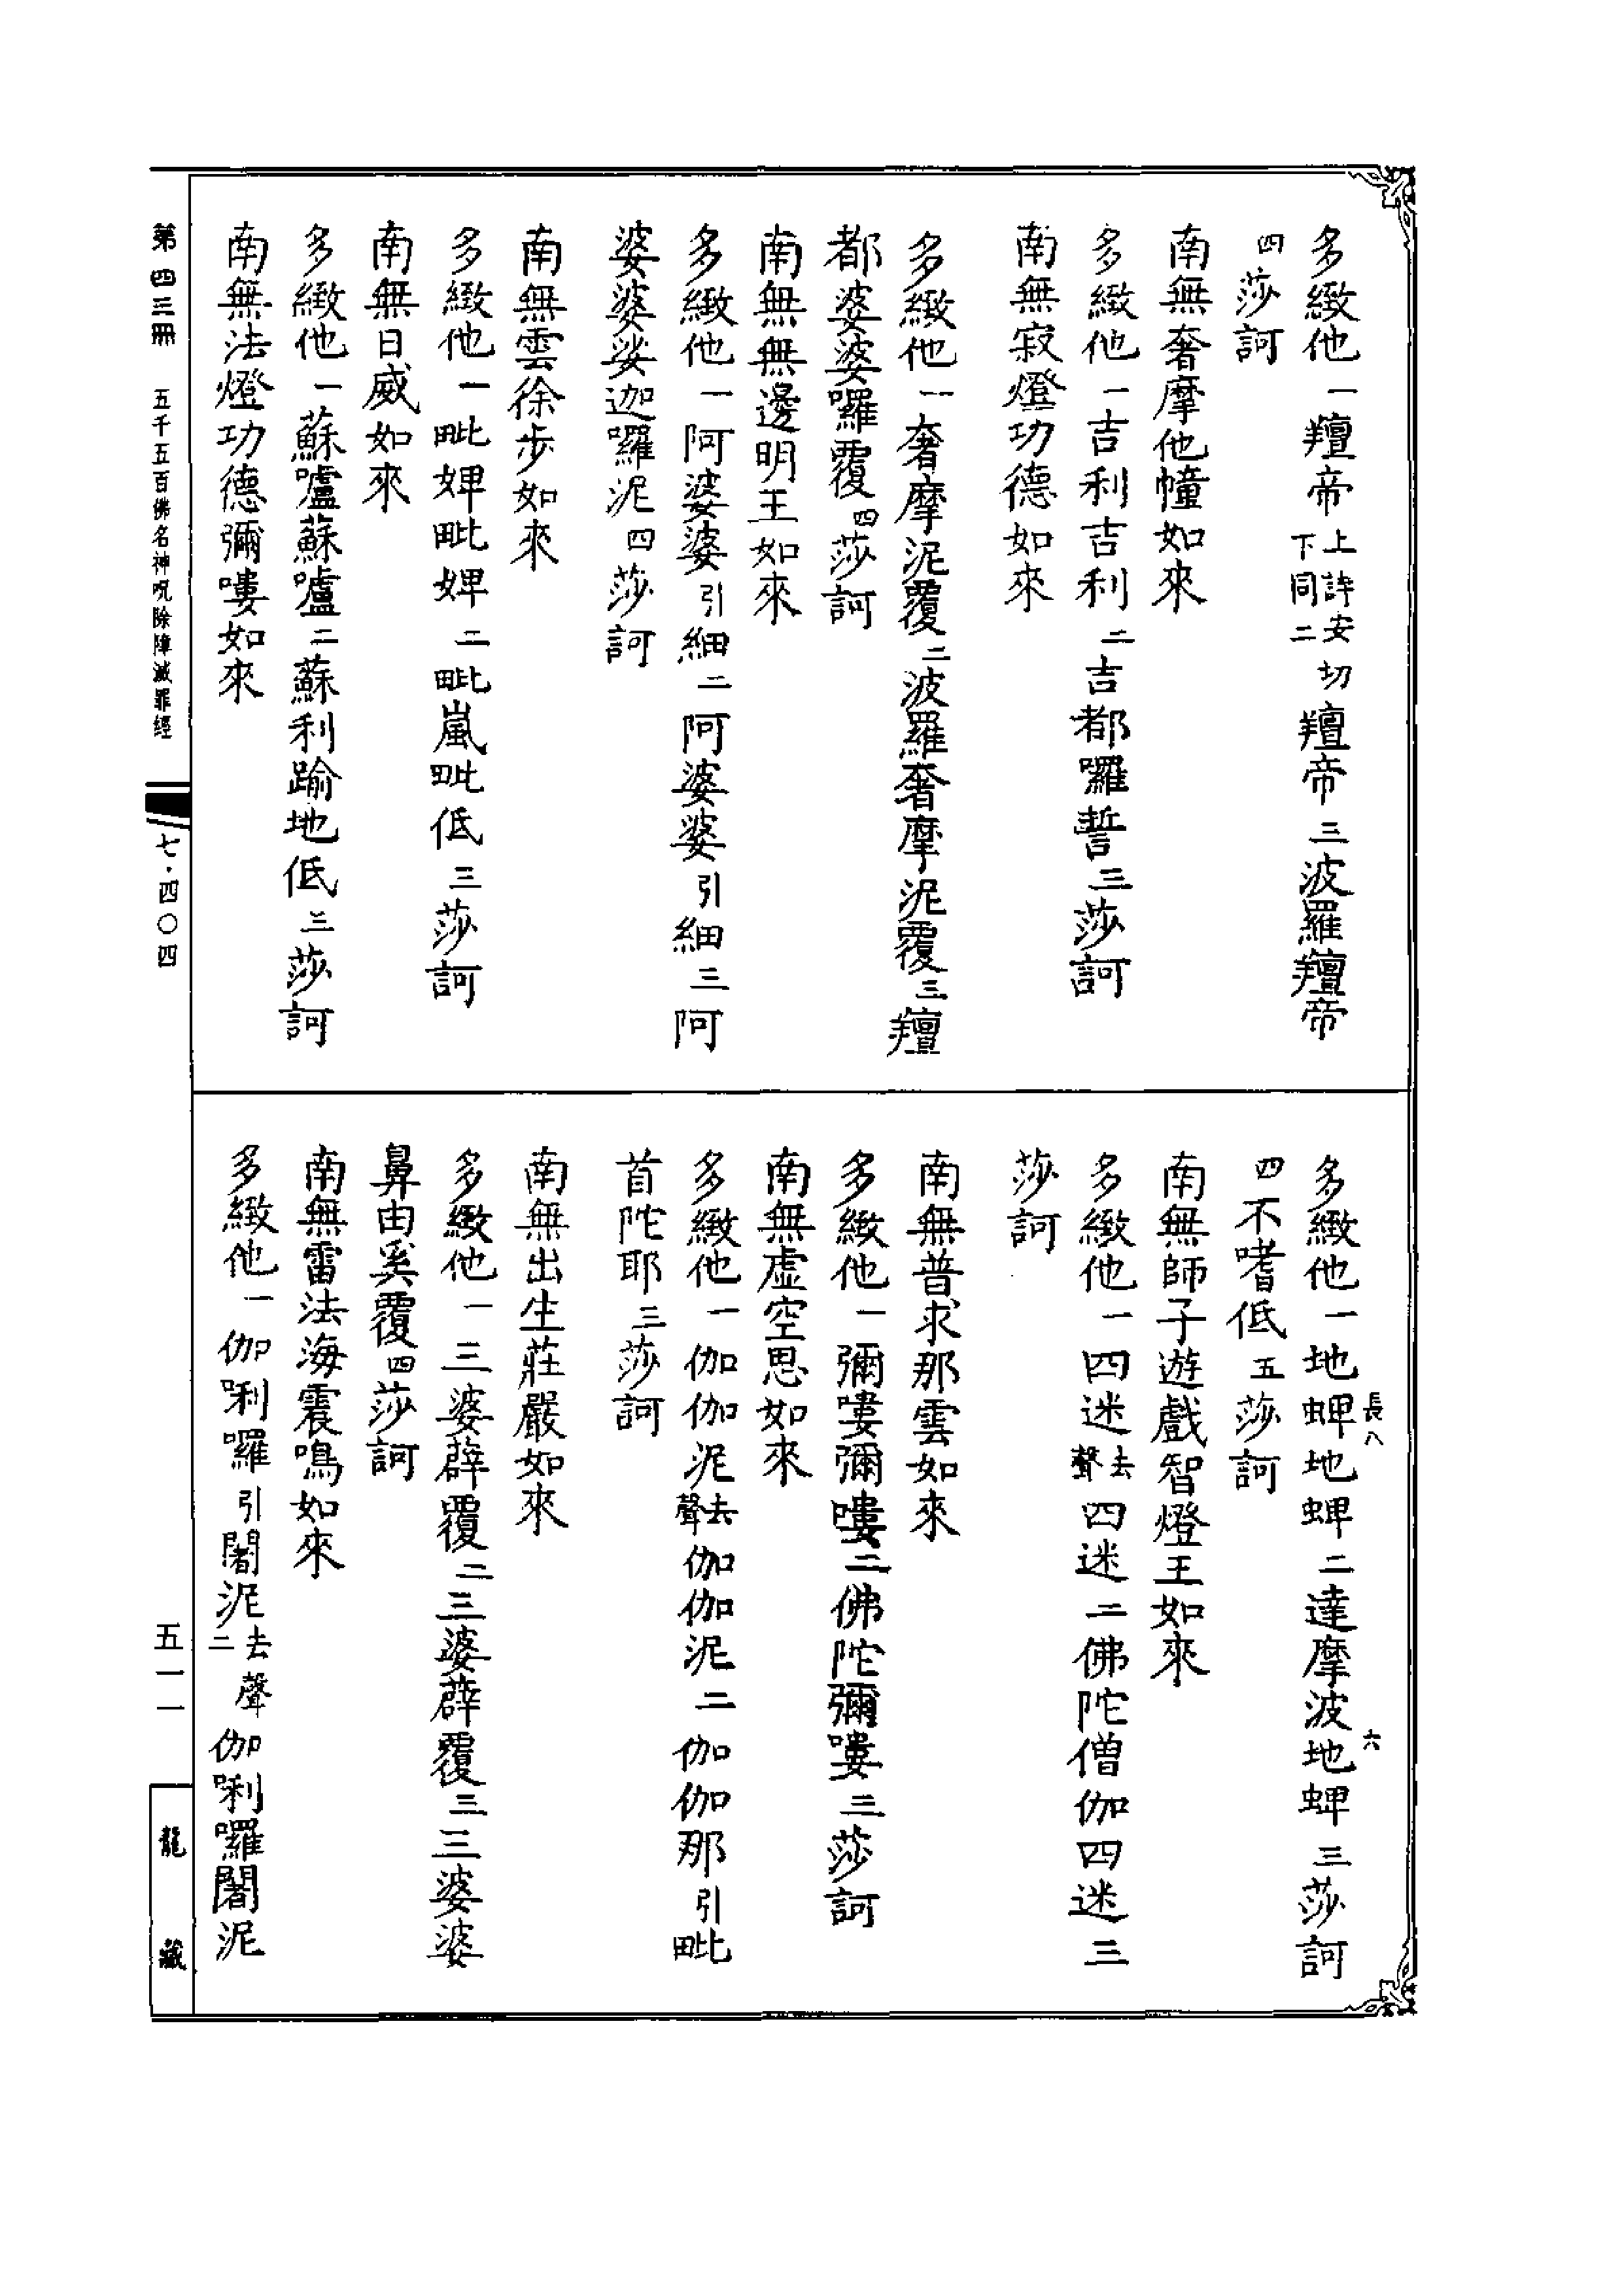 多緻他一羶帝上詩安切下同二羶帝三波羅羶帝
四莎訶
南無奢摩他幢如來
多緻他一吉利吉利二吉都囉誓三莎訶
南無寂燈功德如來
多緻他一奢摩泥覆二波羅奢摩泥覆三羶
都婆婆囉覆四莎訶
南無無邊明王如來
多緻他一阿婆婆引細二阿婆婆引細三阿
婆婆娑迦囉泥四莎訶
南無雲徐步如來
多緻他一毗婢毗婢二毗嵐毗低三莎訶
南無日威如來
多緻他一蘇嚧蘇嚧二蘇利踰地低三莎訶
南無法燈功德彌嘍如來
長八 六
多緻他一地蜱地蜱二達摩波地蜱三莎訶
四不嗜低五莎訶
南無師子遊戲智燈王如來
多緻他一四迷去聲四迷二佛陀僧伽四迷三
莎訶
南無普求那雲如來
多緻他一彌嘍彌嘍二佛陀彌嘍三莎訶
南無虛空思如來
多緻他一伽伽泥去聲伽伽泥二伽伽那引毗
首陀耶三莎訶
南無出生莊嚴如來
多緻他一三婆薜覆二三婆薜覆三三婆婆
鼻由奚覆四莎訶
南無雷法海震鳴如來
多緻他一伽唎囉引闍泥去聲二伽唎囉闍泥
第四三冊 五千五百佛名神呪除障滅罪經 七·四〇四
五一一
龍藏